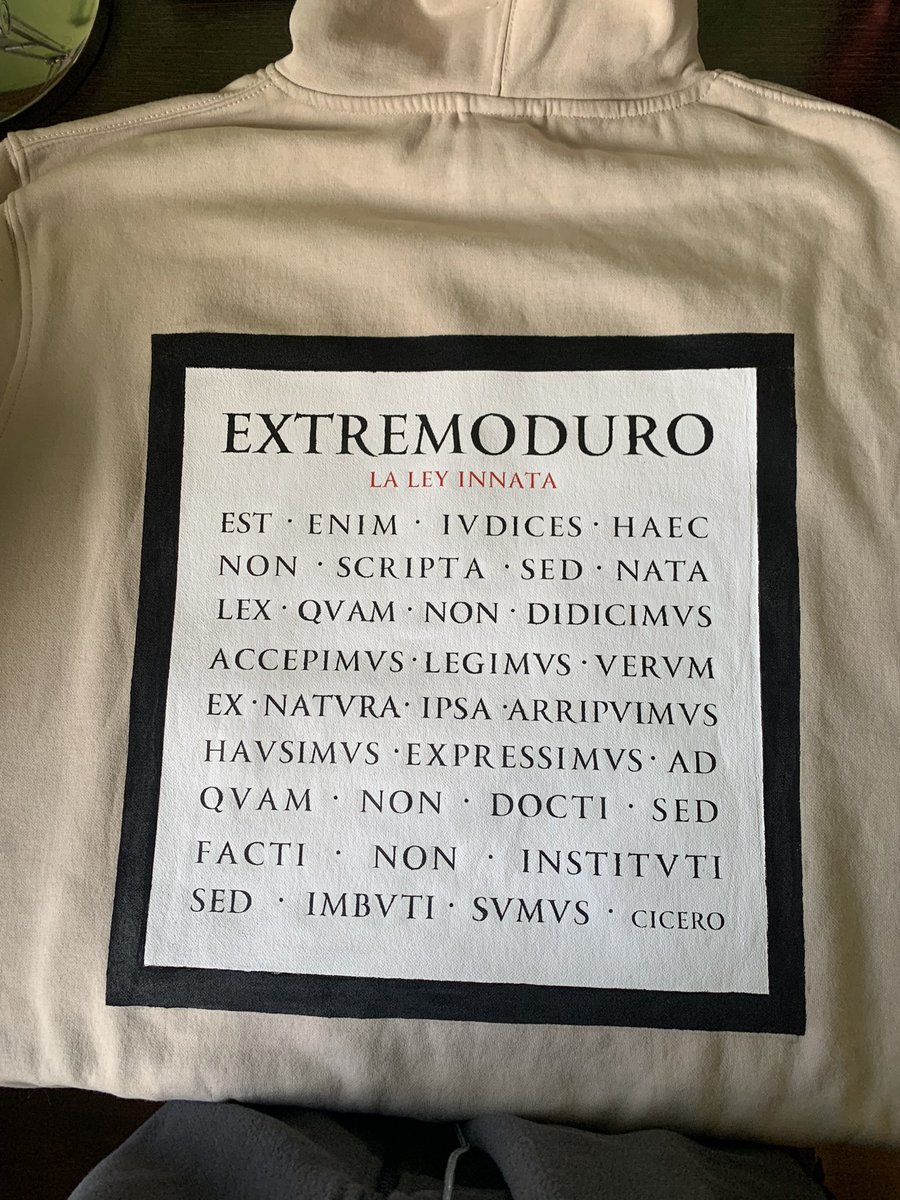 EXTREMODURO
LA LEY INNATA
EST · ENIM · IVDICES · HAEC
NON · SCRIPTA · SED · NATA
LEX · QVAM · NON · DIDICIMVS
ACCEPIMVS · LEGIMVS · VERVM
EX · NATVRA · IPSA · ARRIPVIMVS
HAVSIMVS · EXPRESSIMVS · AD
QVAM · NON · DOCTI · SED
FACTI · NON · INSTITVTI
SED · IMBVTI · SVMVS · CICERO